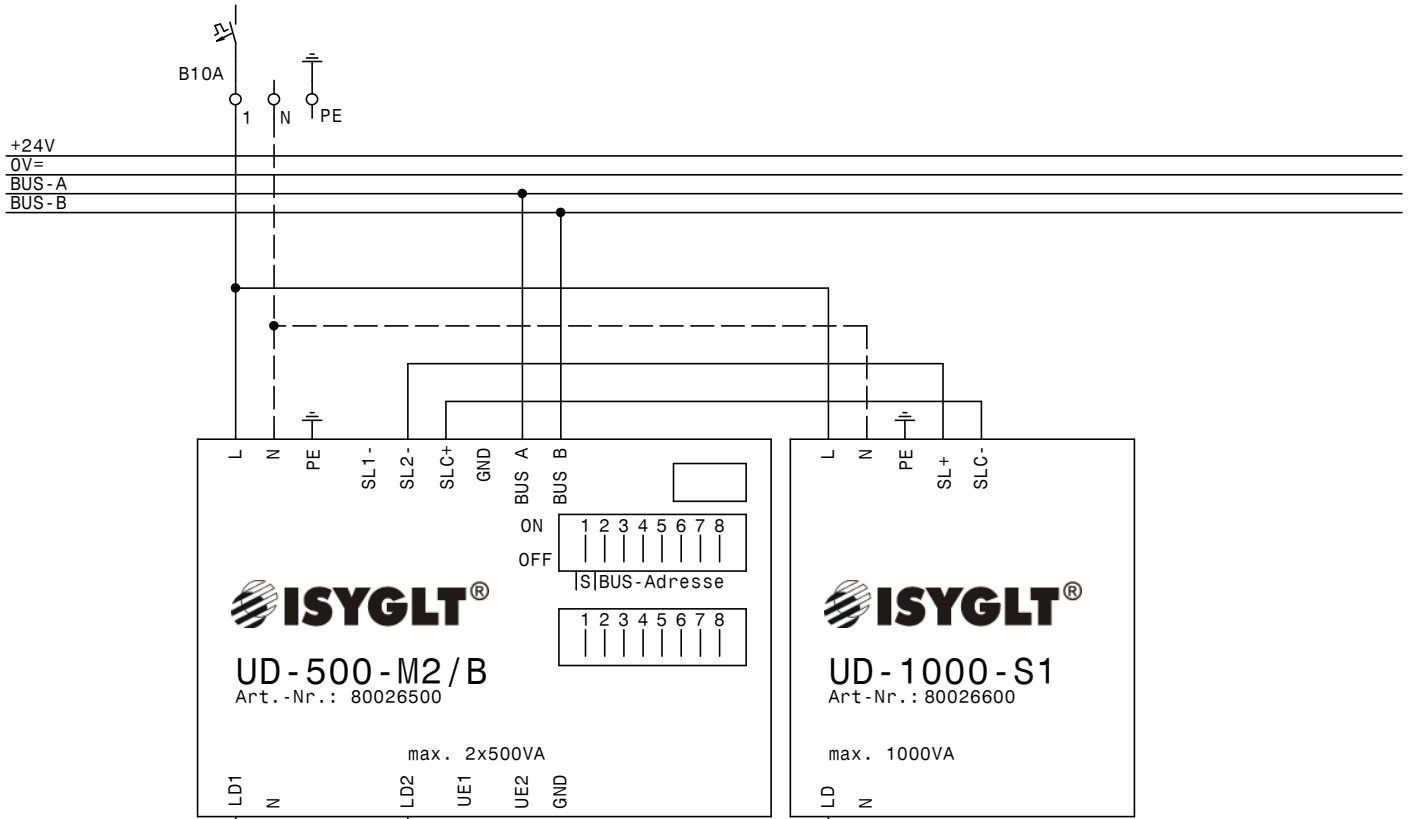 B10A
1 N PE
+24V
0V=
BUS-A
BUS-B
L N PE SL1- SL2- SLC+ GND BUS A BUS B
L N PE SL+ SLC-
ON 1 2 3 4 5 6 7 8
OFF
|S|BUS-Adresse
1 2 3 4 5 6 7 8
ISYGLT®
UD-500-M2/B
Art.-Nr.: 80026500
max. 2x500VA
LD1 N LD2 UE1 UE2 GND
ISYGLT®
UD-1000-S1
Art-Nr.: 80026600
max. 1000VA
LD N